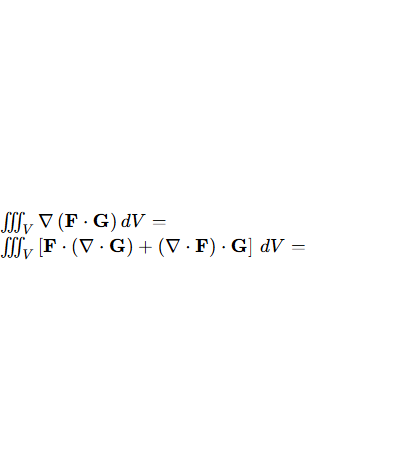 ∭_V ∇ (𝐅 · 𝐆) dV =
∭_V [𝐅 · (∇ · 𝐆) + (∇ · 𝐅) · 𝐆] dV =